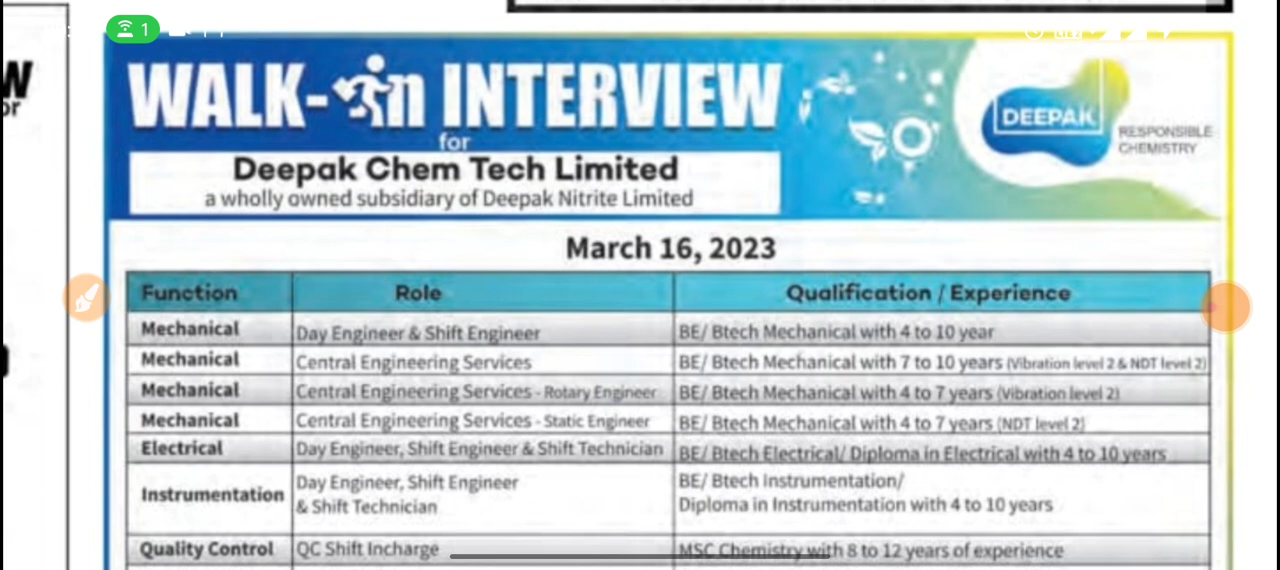 1
W
or
WALK-in INTERVIEW
for
Deepak Chem Tech Limited
a wholly owned subsidiary of Deepak Nitrite Limited
DEEPAK
RESPONSIBLE
CHEMISTRY
March 16, 2023
Function Role Qualification / Experience
Mechanical Day Engineer & Shift Engineer BE/ Btech Mechanical with 4 to 10 year
Mechanical Central Engineering Services BE/ Btech Mechanical with 7 to 10 years (Vibration level 2 & NDT level 2)
Mechanical Central Engineering Services - Rotary Engineer BE/ Btech Mechanical with 4 to 7 years (Vibration level 2)
Mechanical Central Engineering Services - Static Engineer BE/ Btech Mechanical with 4 to 7 years (NDT level 2)
Electrical Day Engineer, Shift Engineer & Shift Technician BE/ Btech Electrical/ Diploma in Electrical with 4 to 10 years
Instrumentation Day Engineer, Shift Engineer
& Shift Technician
BE/ Btech Instrumentation/
Diploma in Instrumentation with 4 to 10 years
Quality Control QC Shift Incharge MSC Chemistry with 8 to 12 years of experience